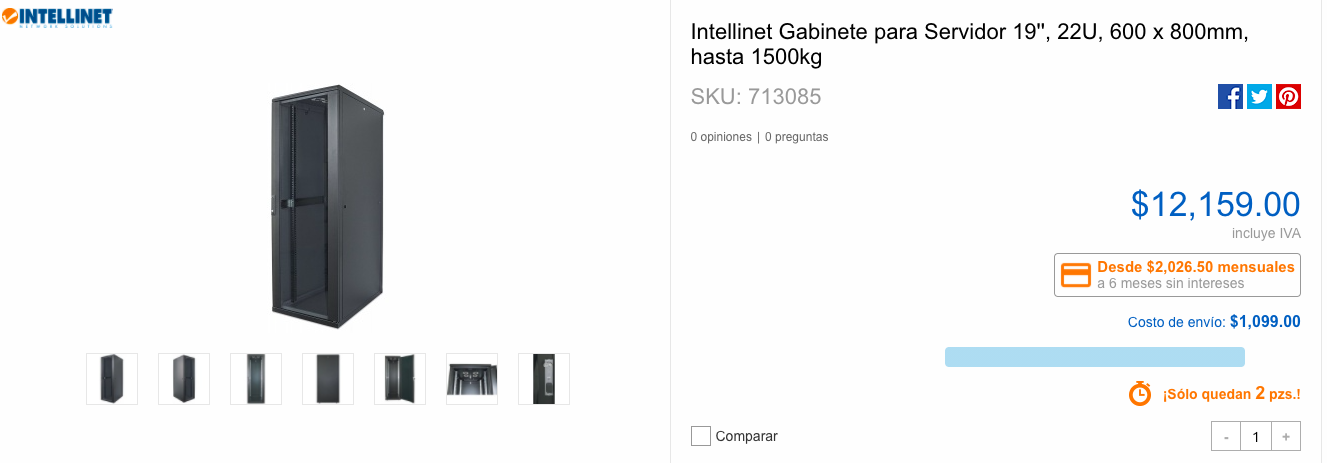 INTELLINET
NETWORK SOLUTIONS
Intellinet Gabinete para Servidor 19", 22U, 600 x 800mm,
hasta 1500kg
SKU: 713085
0 opiniones | 0 preguntas
$12,159.00
incluye IVA
Desde $2,026.50 mensuales
a 6 meses sin intereses
Costo de envío: $1,099.00
¡Sólo quedan 2 pzs.!
Comparar
- 1 +